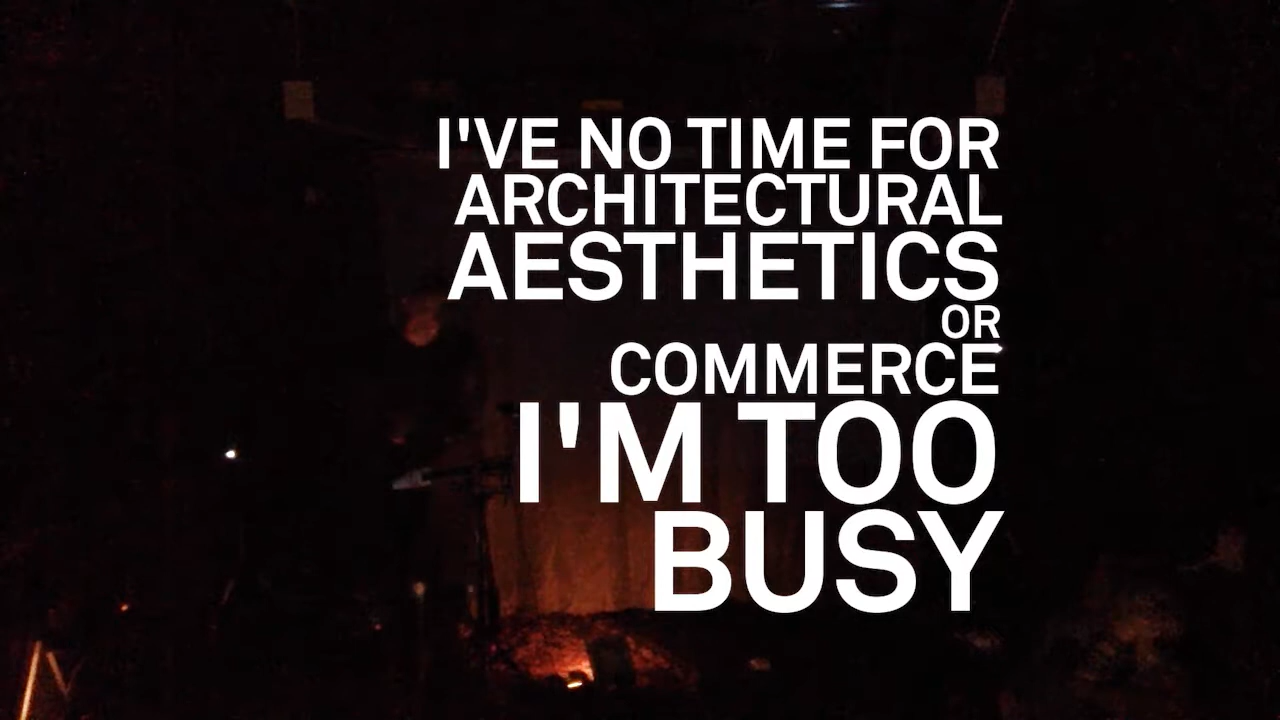 I'VE NO TIME FOR
ARCHITECTURAL
AESTHETICS
OR
COMMERCE
I'M TOO
BUSY